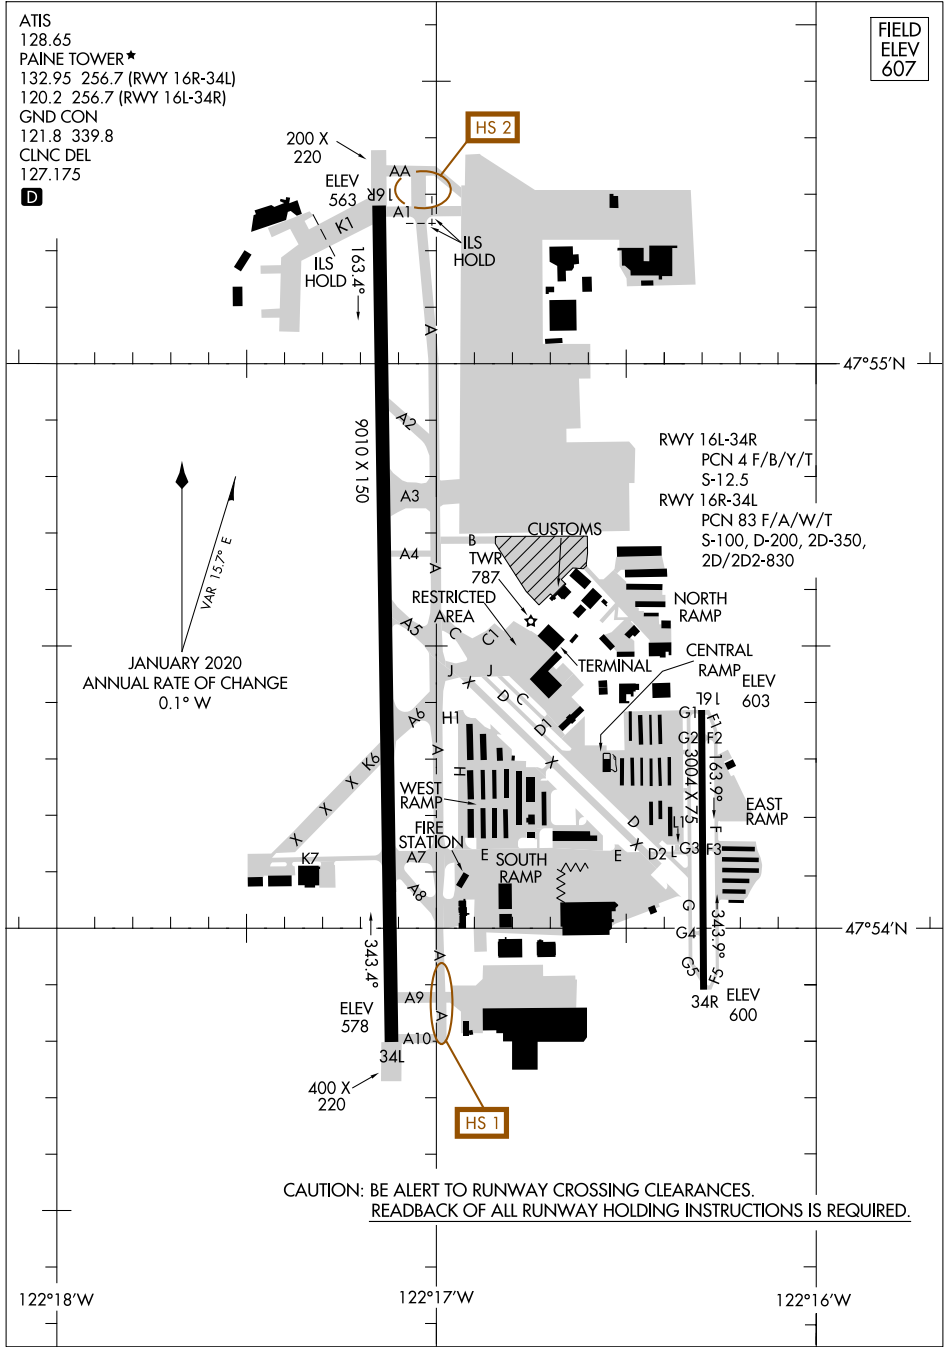 ATIS
128.65
PAINE TOWER★
132.95 256.7 (RWY 16R-34L)
120.2 256.7 (RWY 16L-34R)
GND CON
121.8 339.8
CLNC DEL
127.175
D
FIELD
ELEV
607
HS 2
200 X
220
AA
ELEV
563
16R
A1
K1
ILS
HOLD
ILS
HOLD
163.4°
A
47°55'N
A2
9010 X 150
A3
RWY 16L-34R
PCN 4 F/B/Y/T
S-12.5
RWY 16R-34L
PCN 83 F/A/W/T
S-100, D-200, 2D-350,
2D/2D2-830
VAR 15.7° E
JANUARY 2020
ANNUAL RATE OF CHANGE
0.1° W
CUSTOMS
B
A4
TWR
787
A
RESTRICTED
AREA
NORTH
RAMP
A5
C
C1
CENTRAL
RAMP
TERMINAL
J
J
X
D
C
D1
ELEV
603
16L
A6
H1
G1
F1
G2
F2
A
K6
H
X
X
X
X
3004 X 75
163.9°
WEST
RAMP
EAST
RAMP
FIRE
STATION
D
X
L1
F
K7
A7
E
SOUTH
RAMP
E
D2
L
G3
F3
A8
G
G4
47°54'N
343.4°
343.9°
A
G5
F5
A9
A
34R
ELEV
600
ELEV
578
A10
34L
400 X
220
HS 1
CAUTION: BE ALERT TO RUNWAY CROSSING CLEARANCES.
READBACK OF ALL RUNWAY HOLDING INSTRUCTIONS IS REQUIRED.
122°18'W
122°17'W
122°16'W